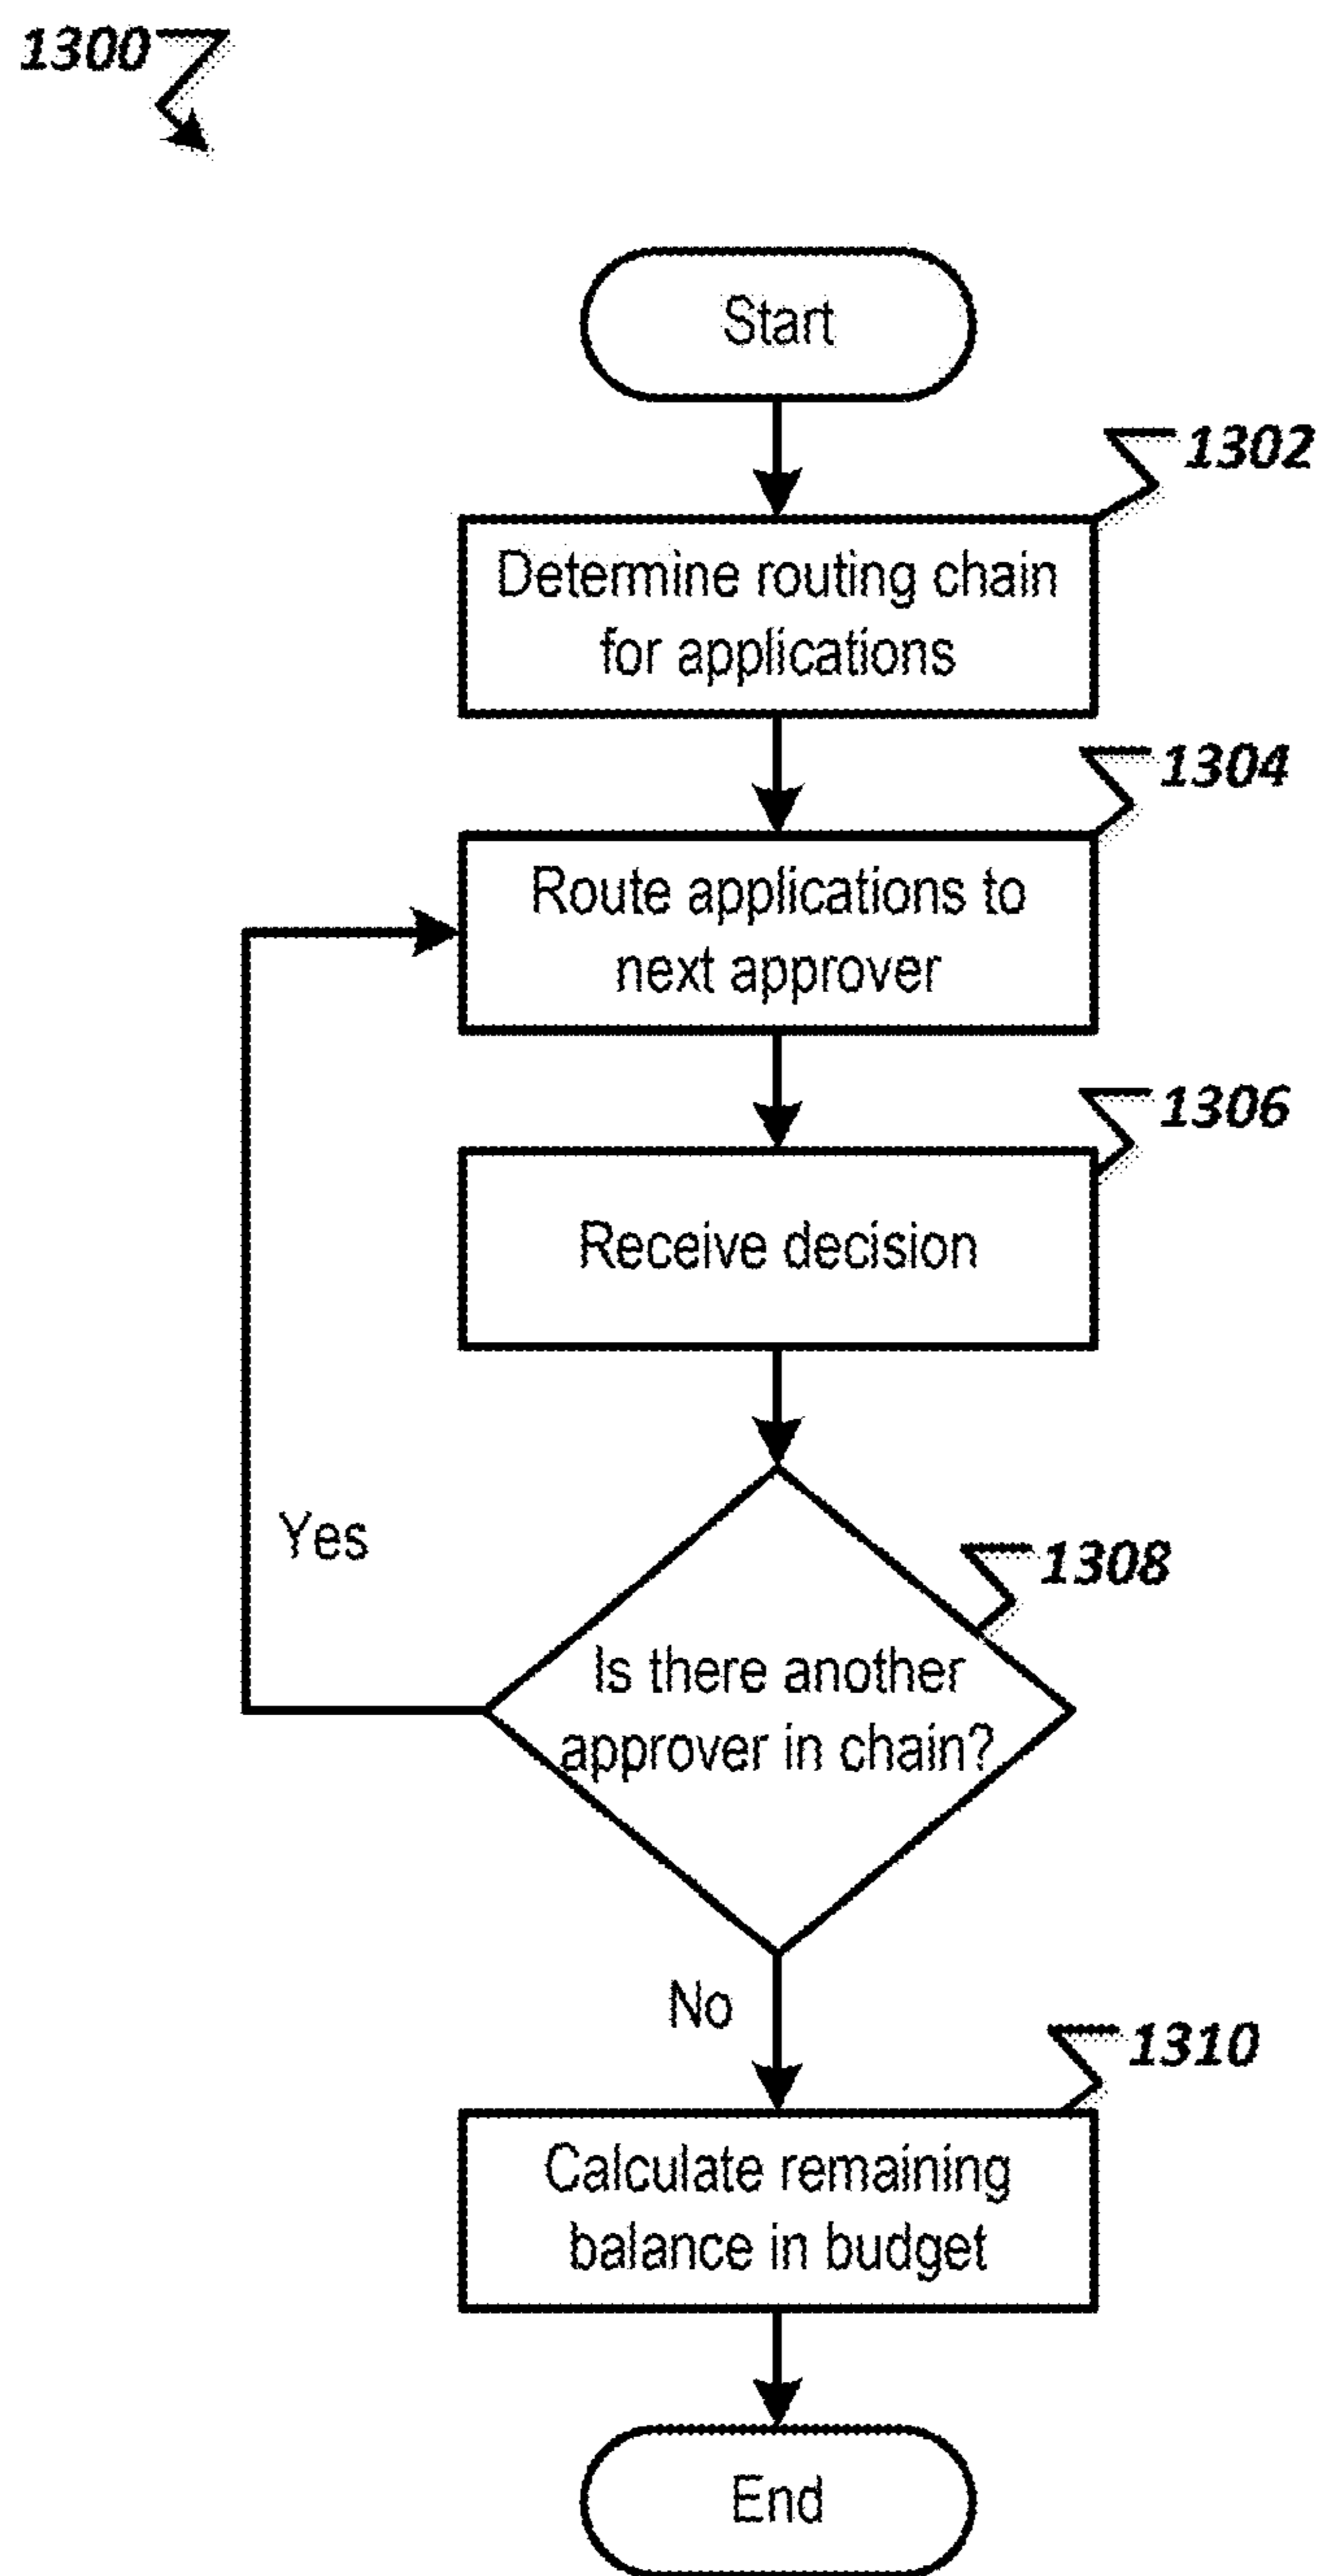 1300
Start
1302
Determine routing chain
for applications
1304
Route applications to
next approver
1306
Receive decision
Yes
1308
Is there another
approver in chain?
No
1310
Calculate remaining
balance in budget
End